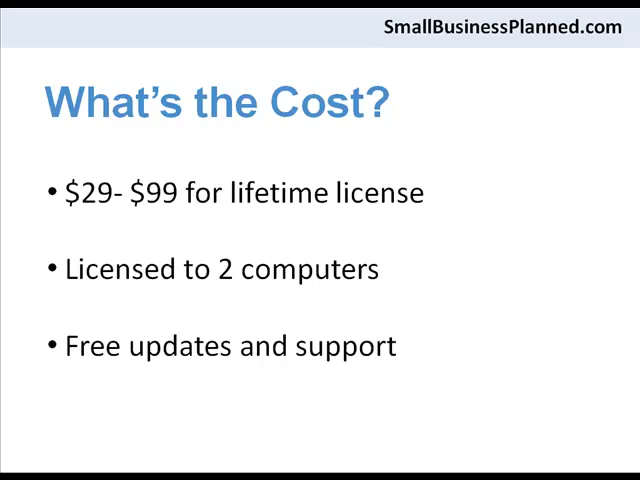 SmallBusinessPlanned.com
What's the Cost?
• $29- $99 for lifetime license
• Licensed to 2 computers
• Free updates and support